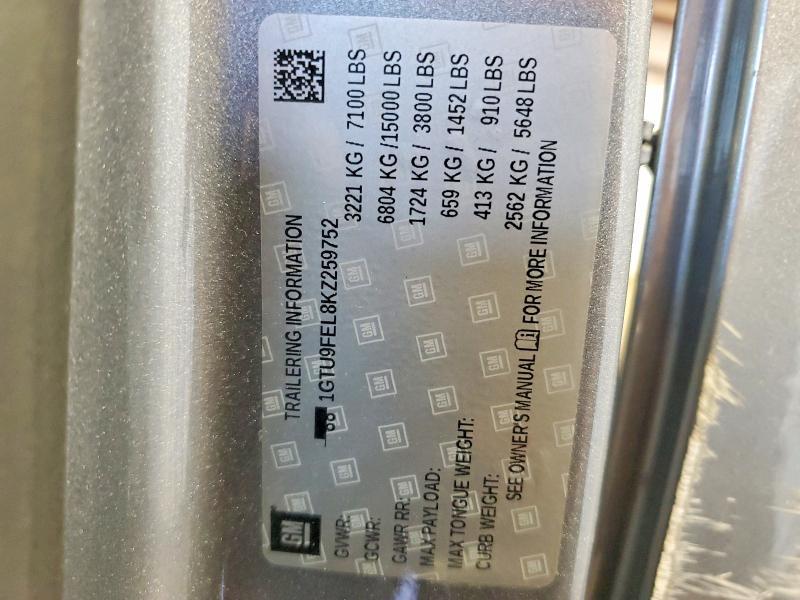 GM
TRAILERING INFORMATION
1GTU9FEL8KZ259752
GVWR: 3221 KG / 7100 LBS
GCWR: 6804 KG /15000 LBS
GAWR RR: 1724 KG / 3800 LBS
MAX PAYLOAD: 659 KG / 1452 LBS
MAX TONGUE WEIGHT: 413 KG / 910 LBS
CURB WEIGHT: 2562 KG / 5648 LBS
SEE OWNER'S MANUAL FOR MORE INFORMATION